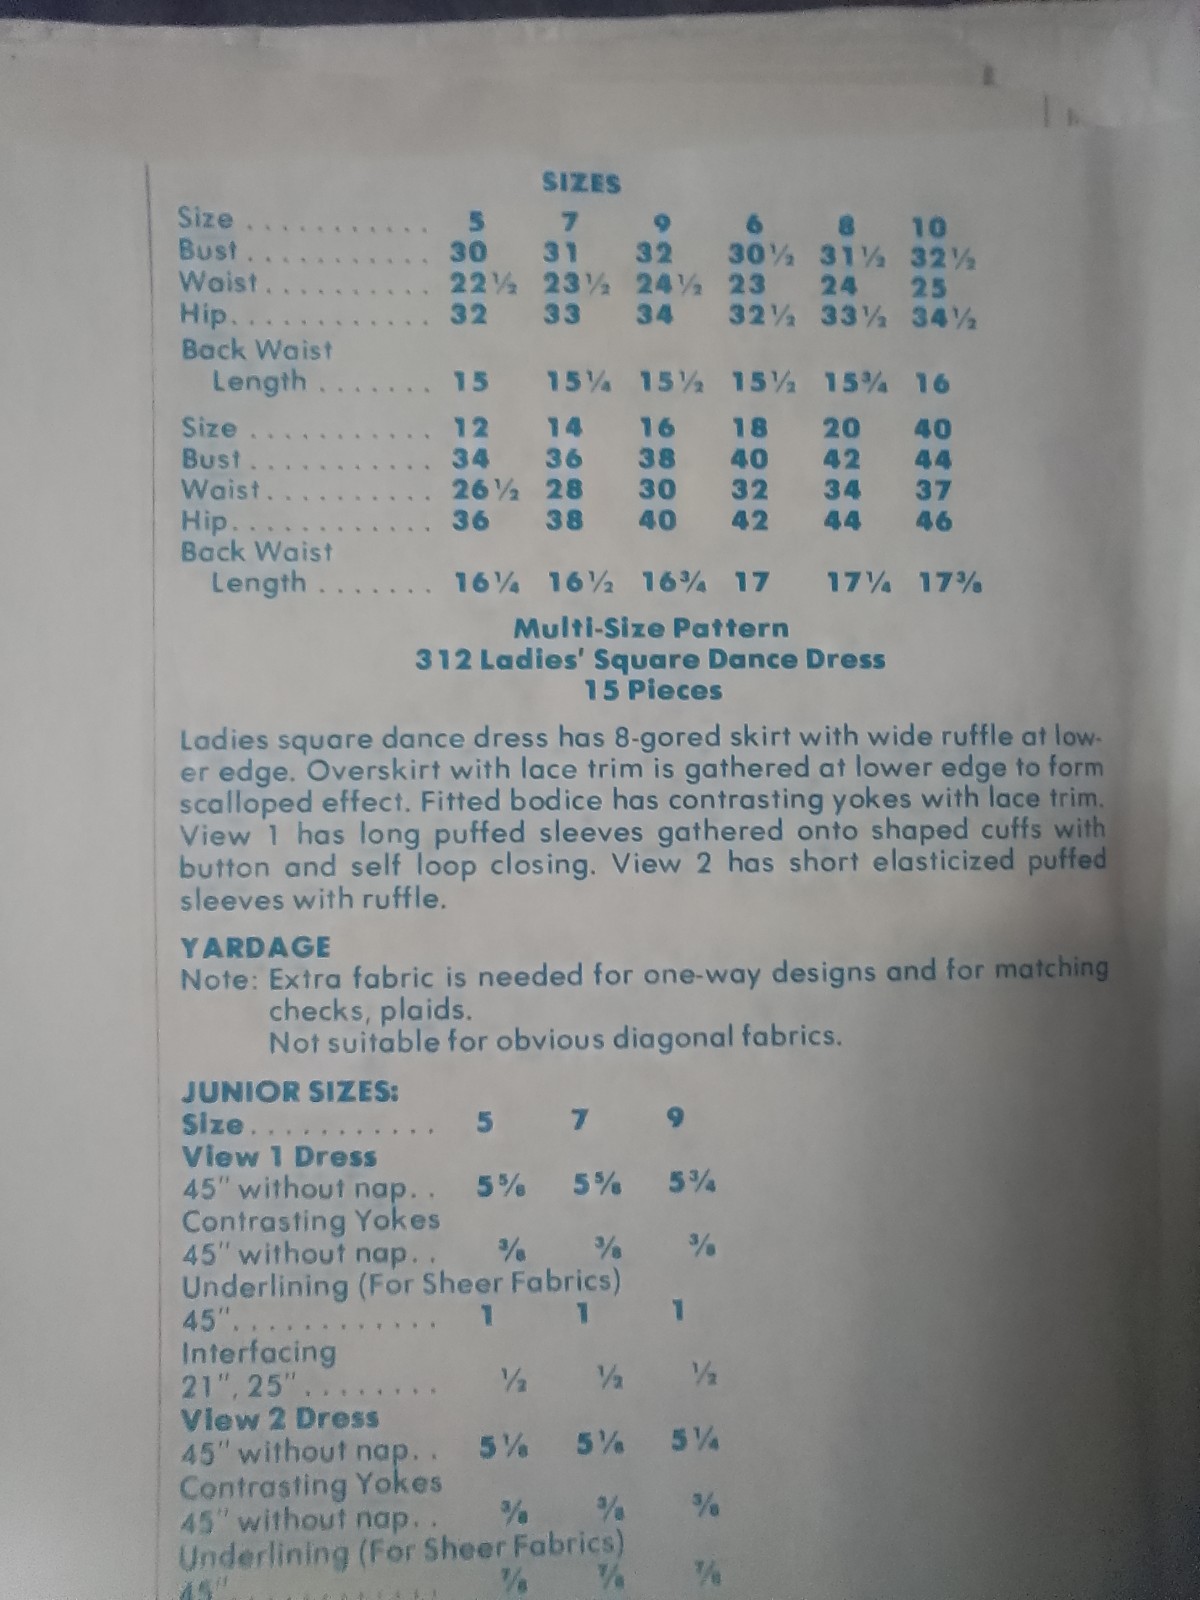 SIZES
Size . . . . . . . . . . . 5 7 9 6 8 10
Bust . . . . . . . . . . . 30 31 32 30½ 31½ 32½
Waist . . . . . . . . . . 22½ 23½ 24½ 23 24 25
Hip. . . . . . . . . . . . 32 33 34 32½ 33½ 34½
Back Waist
Length . . . . . . . 15 15¼ 15½ 15½ 15¾ 16
Size . . . . . . . . . . . 12 14 16 18 20 40
Bust . . . . . . . . . . . 34 36 38 40 42 44
Waist. . . . . . . . . . 26½ 28 30 32 34 37
Hip. . . . . . . . . . . . 36 38 40 42 44 46
Back Waist
Length . . . . . . . 16¼ 16½ 16¾ 17 17¼ 17⅜
Multi-Size Pattern
312 Ladies' Square Dance Dress
15 Pieces
Ladies square dance dress has 8-gored skirt with wide ruffle at low-
er edge. Overskirt with lace trim is gathered at lower edge to form
scalloped effect. Fitted bodice has contrasting yokes with lace trim.
View 1 has long puffed sleeves gathered onto shaped cuffs with
button and self loop closing. View 2 has short elasticized puffed
sleeves with ruffle.
YARDAGE
Note: Extra fabric is needed for one-way designs and for matching
checks, plaids.
Not suitable for obvious diagonal fabrics.
JUNIOR SIZES:
Size . . . . . . . . . . . 5 7 9
View 1 Dress
45" without nap. . 5⅝ 5⅝ 5¾
Contrasting Yokes
45" without nap. . ⅜ ⅜ ⅜
Underlining (For Sheer Fabrics)
45". . . . . . . . . . . . 1 1 1
Interfacing
21", 25" . . . . . . . . ½ ½ ½
View 2 Dress
45" without nap. . 5⅛ 5⅛ 5¼
Contrasting Yokes
45" without nap. . ⅜ ⅜ ⅜
Underlining (For Sheer Fabrics)
45" . . . . . . . . . . . ⅞ ⅞ ⅞